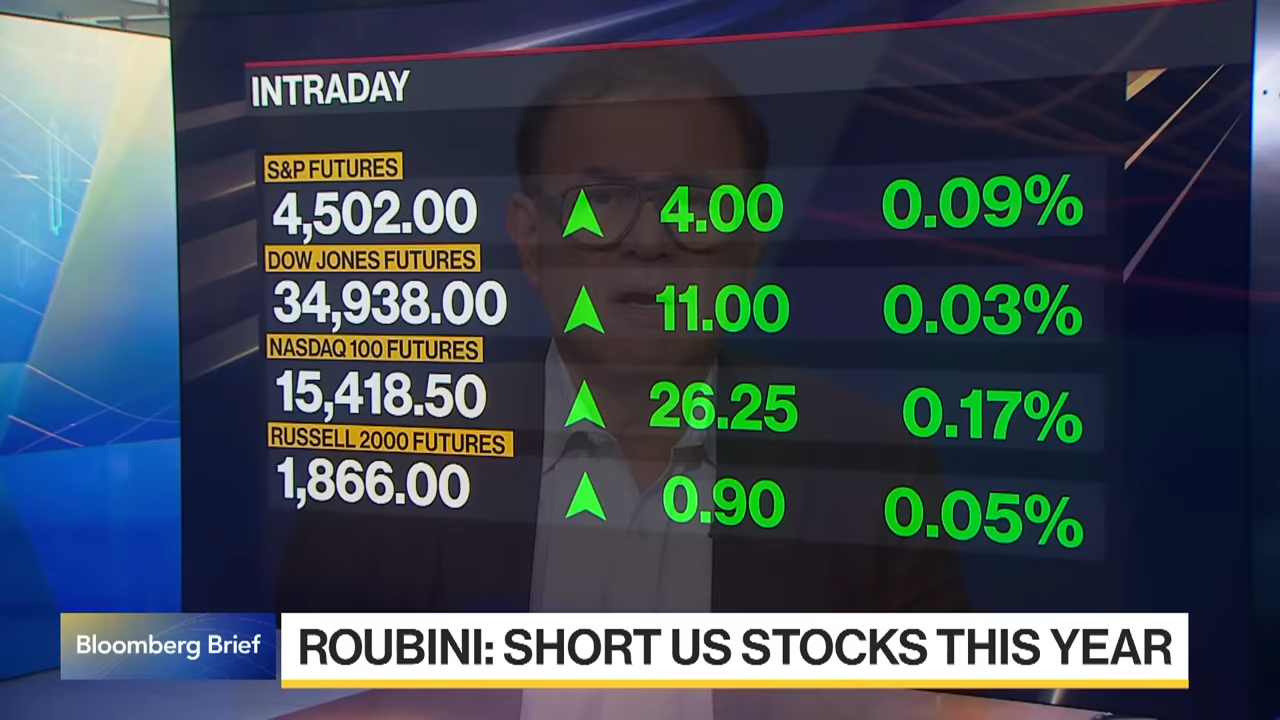 INTRADAY
S&P FUTURES
4,502.00 4.00 0.09%
DOW JONES FUTURES
34,938.00 11.00 0.03%
NASDAQ 100 FUTURES
15,418.50 26.25 0.17%
RUSSELL 2000 FUTURES
1,866.00 0.90 0.05%
Bloomberg Brief ROUBINI: SHORT US STOCKS THIS YEAR